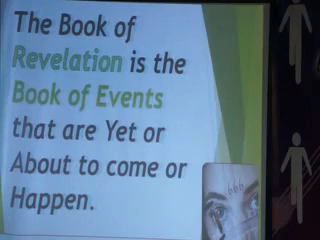 The Book of
Revelation is the
Book of Events
that are Yet or
About to come or
Happen.